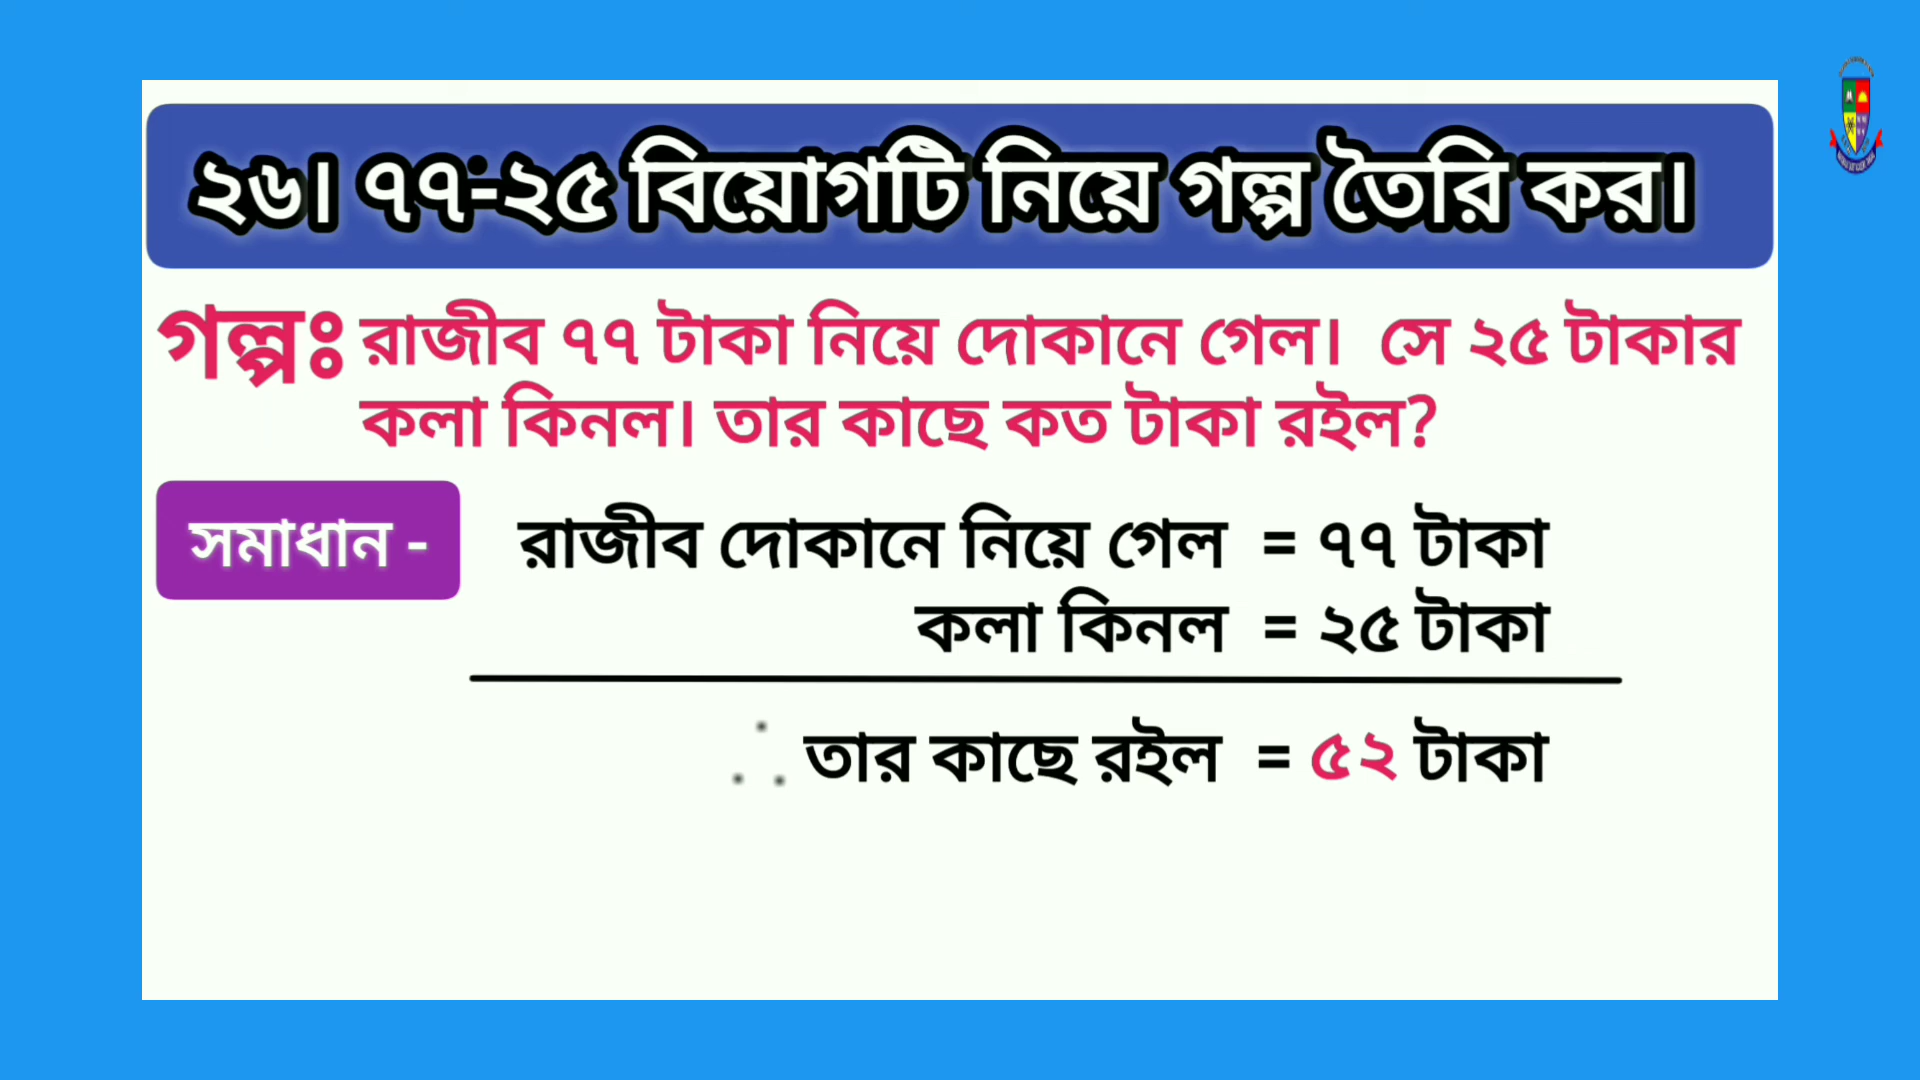 ২৬। ৭৭-২৫ বিয়োগটি নিয়ে গল্প তৈরি কর।
গল্পঃ রাজীব ৭৭ টাকা নিয়ে দোকানে গেল। সে ২৫ টাকার
কলা কিনল। তার কাছে কত টাকা রইল?
সমাধান - রাজীব দোকানে নিয়ে গেল = ৭৭ টাকা
কলা কিনল = ২৫ টাকা
∴ তার কাছে রইল = ৫২ টাকা